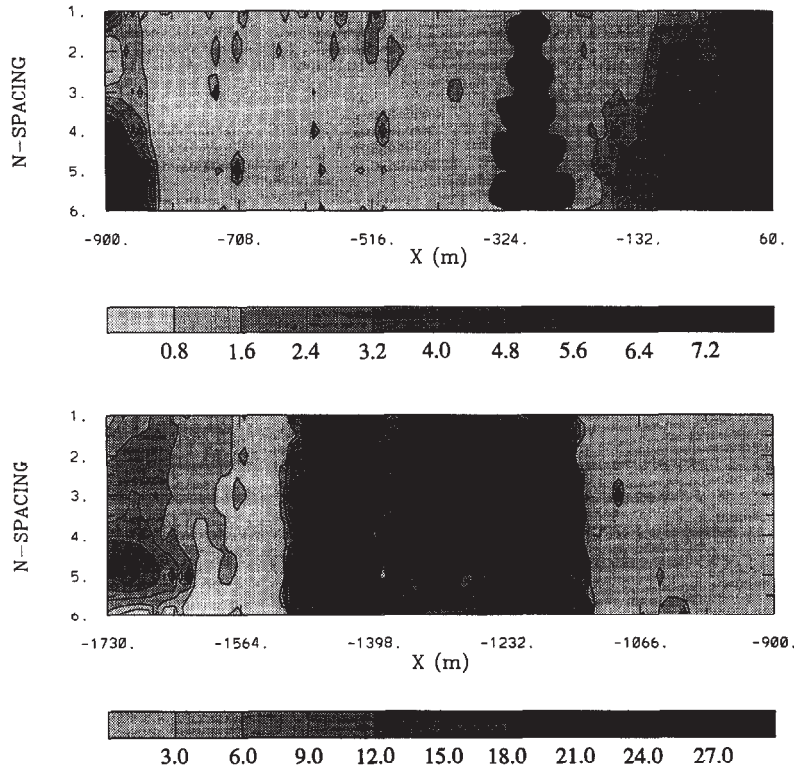 1.
2.
3.
4.
5.
6.
N-SPACING
-900. -708. -516. -324. -132. 60.
X (m)
0.8 1.6 2.4 3.2 4.0 4.8 5.6 6.4 7.2
1.
2.
3.
4.
5.
6.
N-SPACING
-1730. -1564. -1398. -1232. -1066. -900.
X (m)
3.0 6.0 9.0 12.0 15.0 18.0 21.0 24.0 27.0